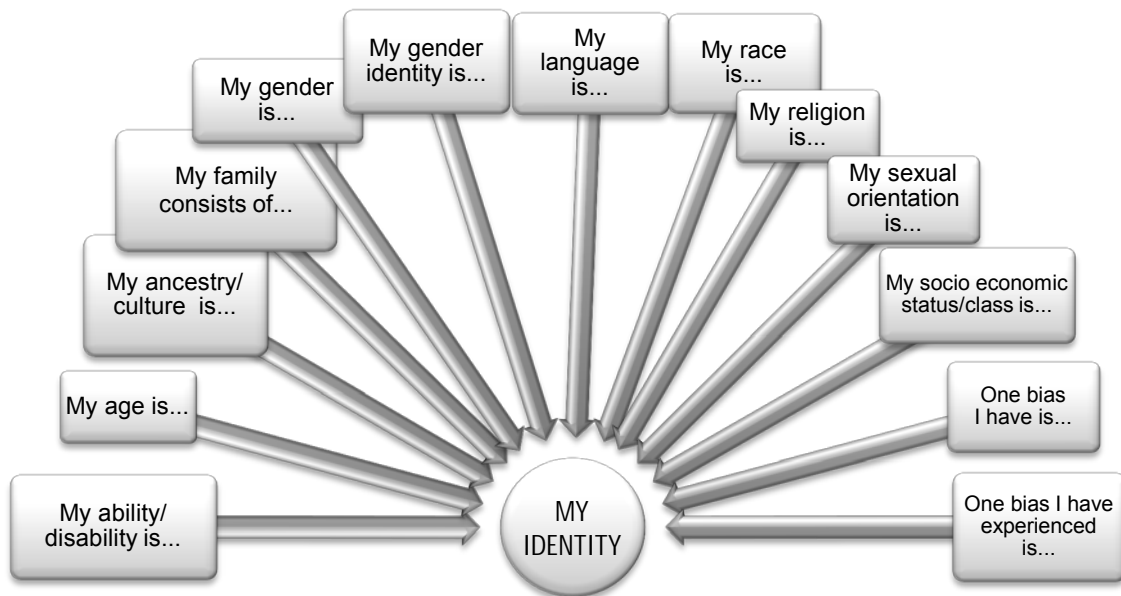 My ability/
disability is...
My age is...
My ancestry/
culture is...
My family
consists of...
My gender
is...
My gender
identity is...
My
language
is...
My race
is...
My religion
is...
My sexual
orientation
is...
My socio economic
status/class is...
One bias
I have is...
One bias I have
experienced
is...
MY
IDENTITY